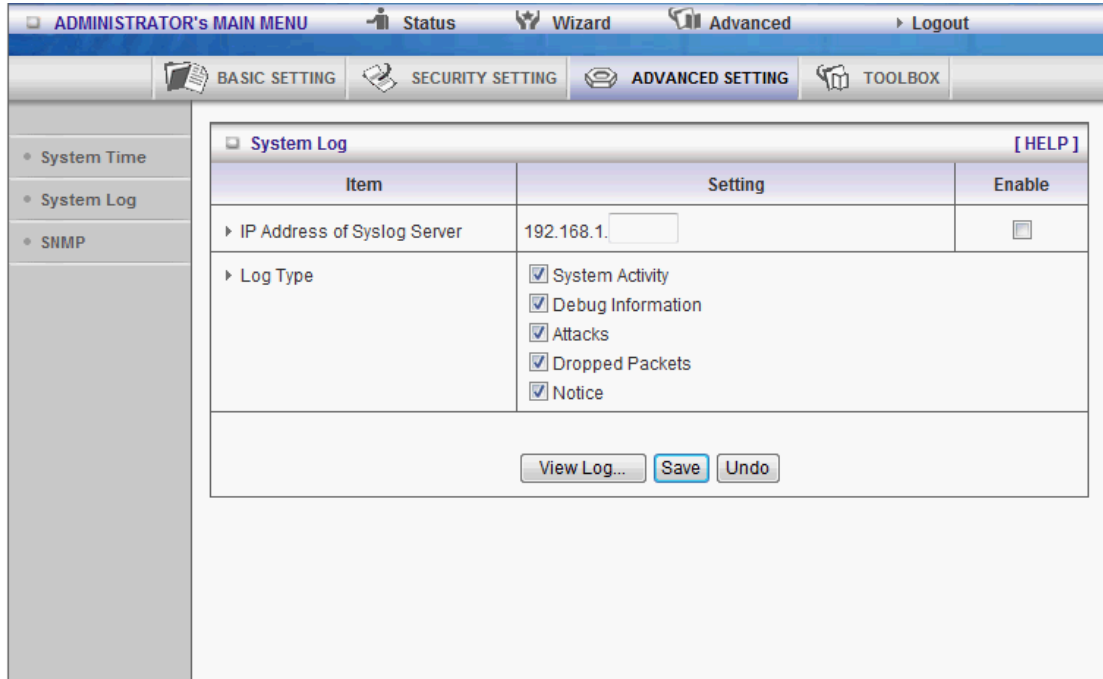 ADMINISTRATOR's MAIN MENU Status Wizard Advanced Logout
BASIC SETTING SECURITY SETTING ADVANCED SETTING TOOLBOX
System Time
System Log
SNMP
System Log [ HELP ]
Item Setting Enable
IP Address of Syslog Server 192.168.1.
Log Type System Activity
Debug Information
Attacks
Dropped Packets
Notice
View Log... Save Undo